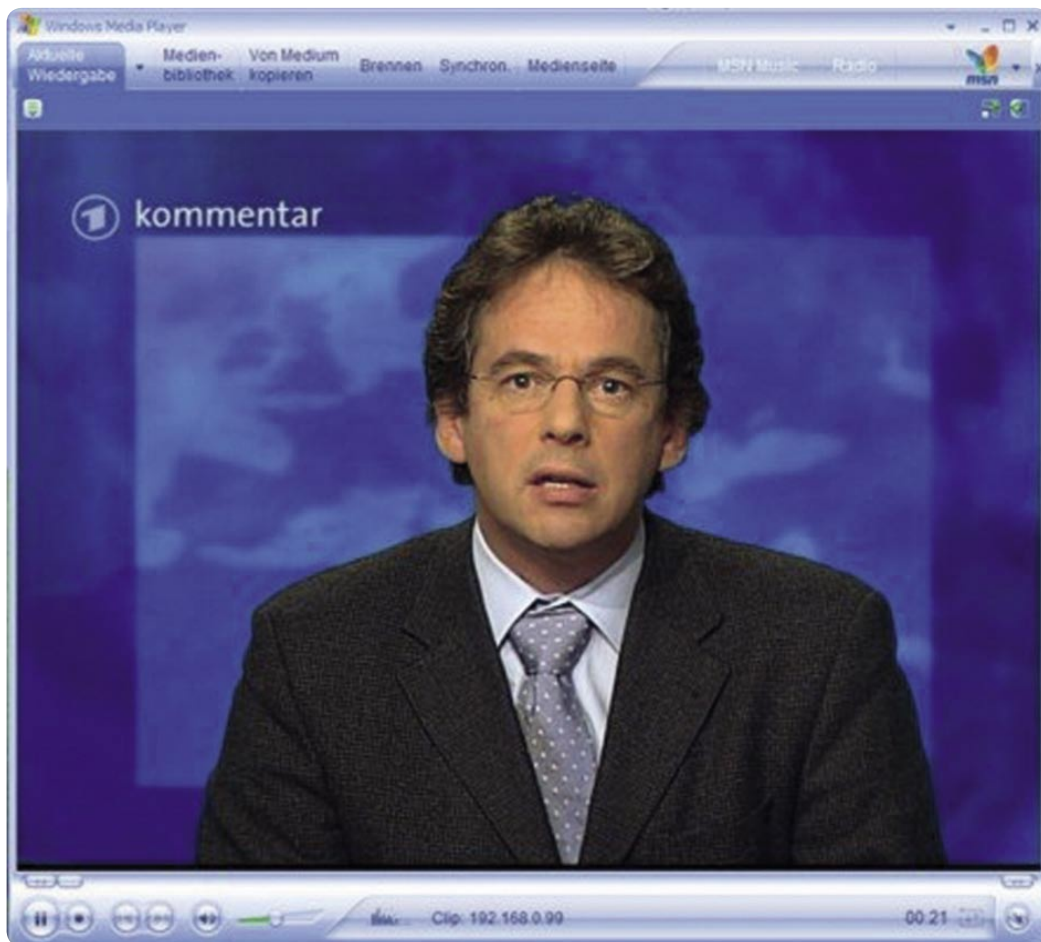 Windows Media Player
Aktuelle
Wiedergabe
Medien-
bibliothek
Von Medium
kopieren
Brennen
Synchron.
Medienseite
MSN Music
Radio
msn
kommentar
Clip: 192.168.0.99
00:21